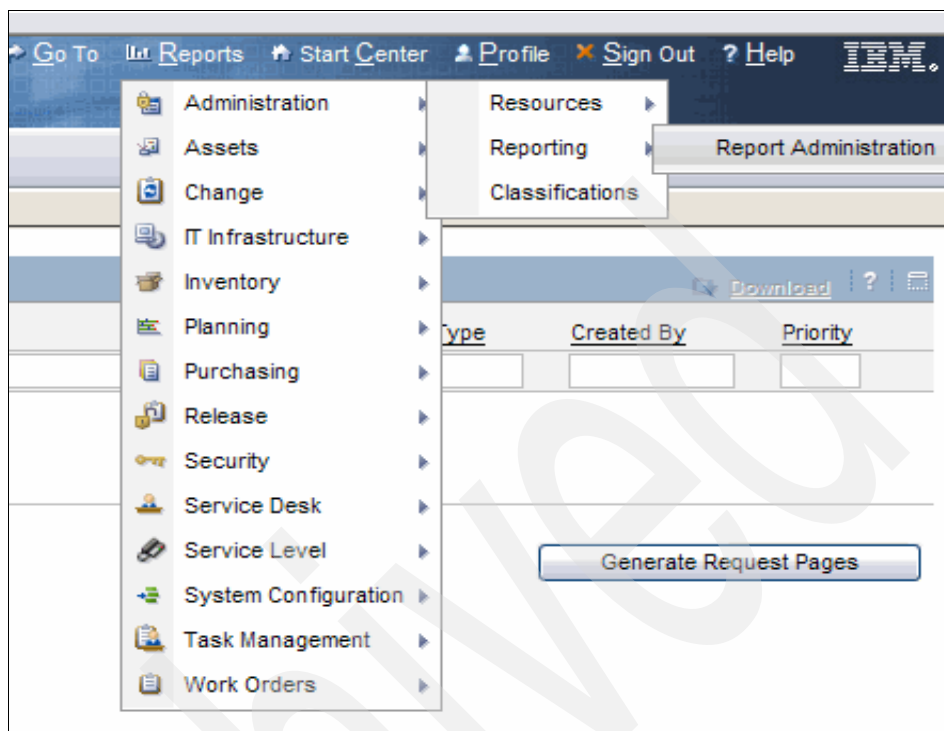 Go To Reports Start Center Profile Sign Out ? Help IBM.
Administration
Resources
Assets
Reporting
Report Administration
Change
Classifications
IT Infrastructure
Inventory
Download ?
Planning
Type Created By Priority
Purchasing
Release
Security
Service Desk
Service Level
Generate Request Pages
System Configuration
Task Management
Work Orders